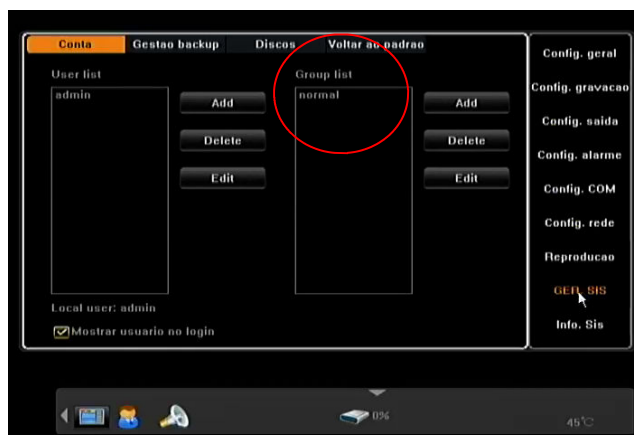 Conta Gestao backup Discos Voltar ao padrao
User list
admin
Add
Delete
Edit
Local user: admin
Mostrar usuario no login
Group list
normal
Add
Delete
Edit
Config. geral
Config. gravacao
Config. saida
Config. alarme
Config. COM
Config. rede
Reproducao
GER. SIS
Info. Sis
0%
45°C